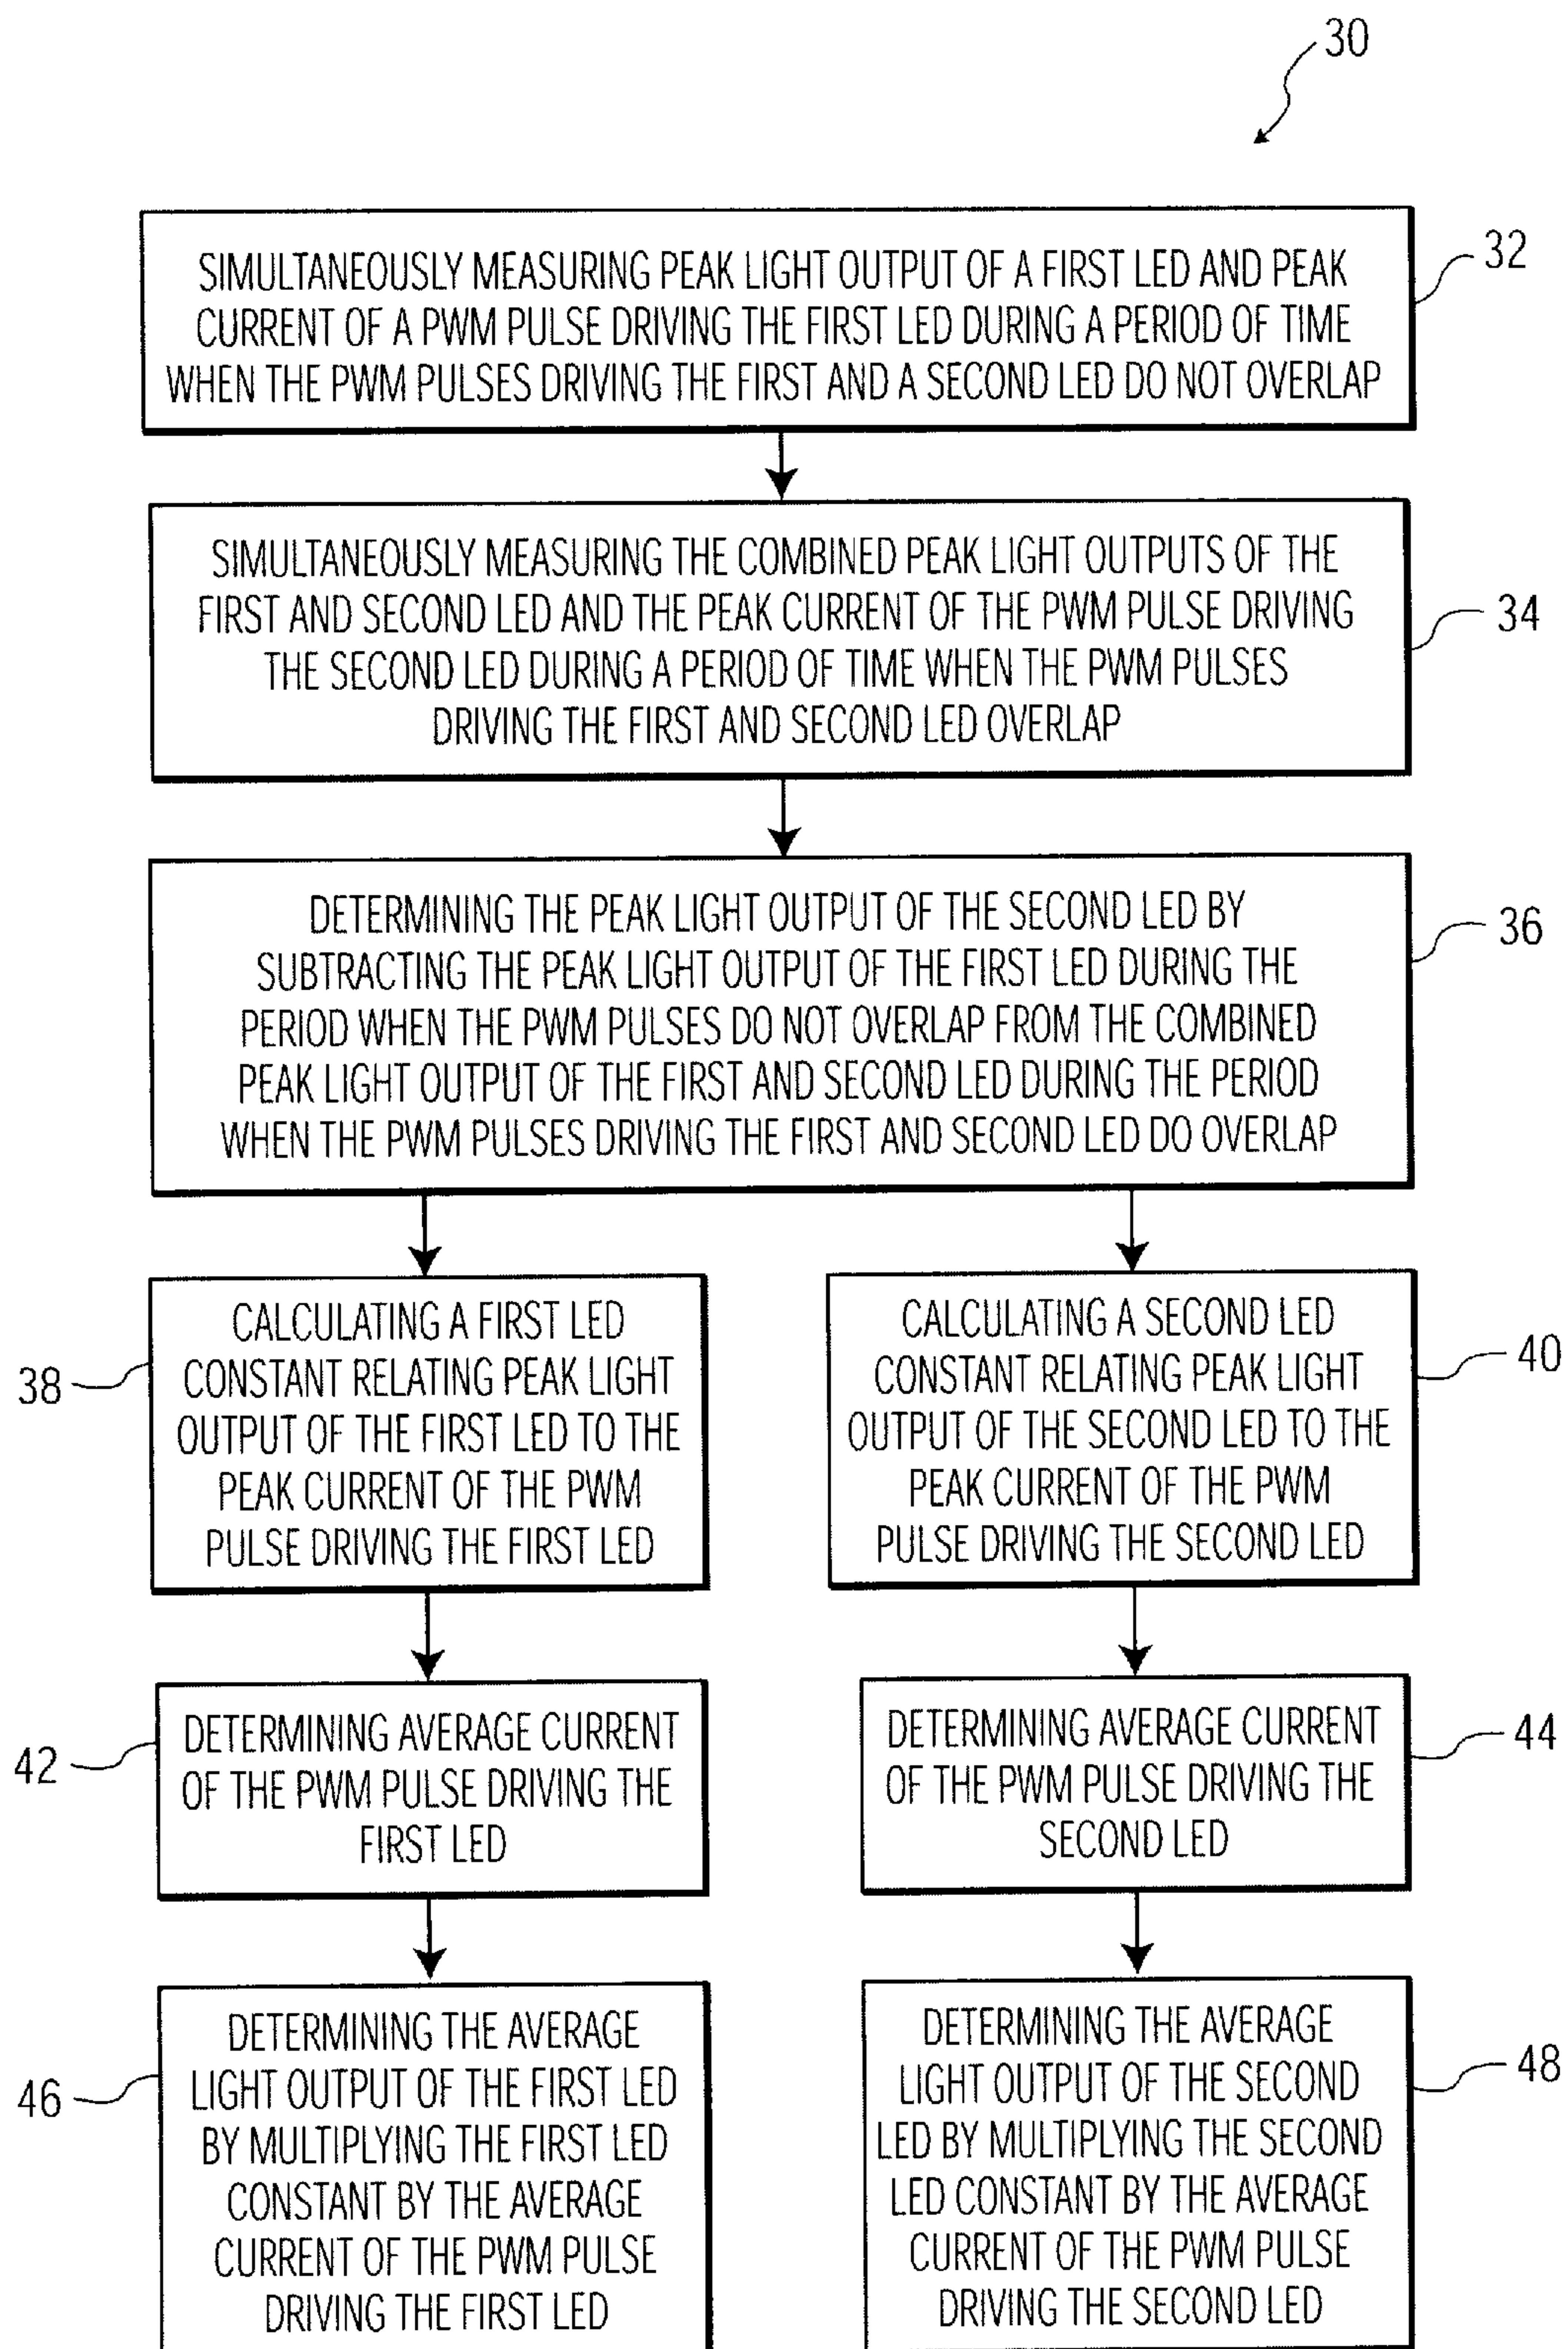 30
SIMULTANEOUSLY MEASURING PEAK LIGHT OUTPUT OF A FIRST LED AND PEAK
CURRENT OF A PWM PULSE DRIVING THE FIRST LED DURING A PERIOD OF TIME
WHEN THE PWM PULSES DRIVING THE FIRST AND A SECOND LED DO NOT OVERLAP
32
SIMULTANEOUSLY MEASURING THE COMBINED PEAK LIGHT OUTPUTS OF THE
FIRST AND SECOND LED AND THE PEAK CURRENT OF THE PWM PULSE DRIVING
THE SECOND LED DURING A PERIOD OF TIME WHEN THE PWM PULSES
DRIVING THE FIRST AND SECOND LED OVERLAP
34
DETERMINING THE PEAK LIGHT OUTPUT OF THE SECOND LED BY
SUBTRACTING THE PEAK LIGHT OUTPUT OF THE FIRST LED DURING THE
PERIOD WHEN THE PWM PULSES DO NOT OVERLAP FROM THE COMBINED
PEAK LIGHT OUTPUT OF THE FIRST AND SECOND LED DURING THE PERIOD
WHEN THE PWM PULSES DRIVING THE FIRST AND SECOND LED DO OVERLAP
36
38
CALCULATING A FIRST LED
CONSTANT RELATING PEAK LIGHT
OUTPUT OF THE FIRST LED TO THE
PEAK CURRENT OF THE PWM
PULSE DRIVING THE FIRST LED
CALCULATING A SECOND LED
CONSTANT RELATING PEAK LIGHT
OUTPUT OF THE SECOND LED TO THE
PEAK CURRENT OF THE PWM
PULSE DRIVING THE SECOND LED
40
42
DETERMINING AVERAGE CURRENT
OF THE PWM PULSE DRIVING THE
FIRST LED
DETERMINING AVERAGE CURRENT
OF THE PWM PULSE DRIVING THE
SECOND LED
44
46
DETERMINING THE AVERAGE
LIGHT OUTPUT OF THE FIRST LED
BY MULTIPLYING THE FIRST LED
CONSTANT BY THE AVERAGE
CURRENT OF THE PWM PULSE
DRIVING THE FIRST LED
DETERMINING THE AVERAGE
LIGHT OUTPUT OF THE SECOND
LED BY MULTIPLYING THE SECOND
LED CONSTANT BY THE AVERAGE
CURRENT OF THE PWM PULSE
DRIVING THE SECOND LED
48